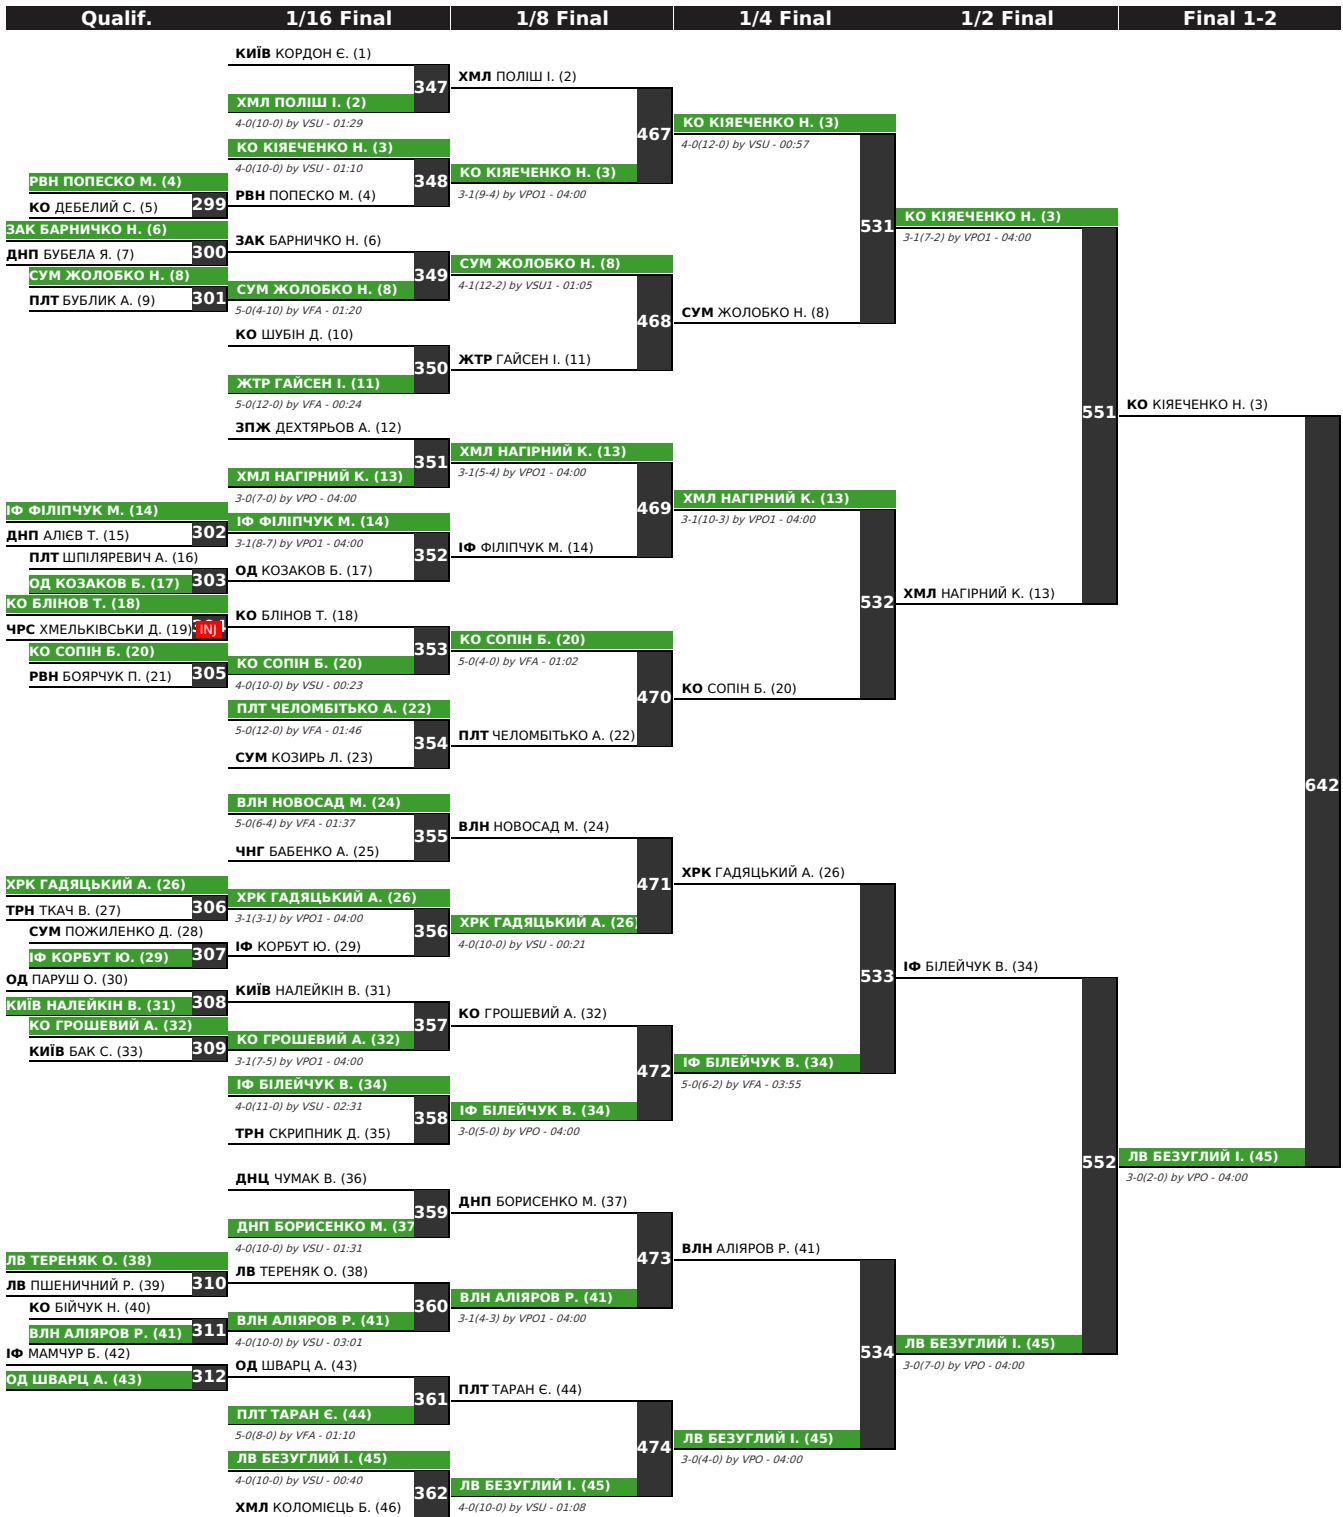 Qualif.
1/16 Final
1/8 Final
1/4 Final
1/2 Final
Final 1-2
РВН ПОПЕСКО М. (4)
КО ДЕБЕЛИЙ С. (5)
299
ЗАК БАРНИЧКО Н. (6)
ДНП БУБЕЛА Я. (7)
300
СУМ ЖОЛОБКО Н. (8)
ПЛТ БУБЛИК А. (9)
301
ІФ ФІЛІПЧУК М. (14)
ДНП АЛІЄВ Т. (15)
302
ПЛТ ШПІЛЯРЕВИЧ А. (16)
ОД КОЗАКОВ Б. (17)
303
КО БЛІНОВ Т. (18)
ЧРС ХМЕЛЬКІВСЬКИ Д. (19)
INJ
КО СОПІН Б. (20)
РВН БОЯРЧУК П. (21)
305
ХРК ГАДЯЦЬКИЙ А. (26)
ТРН ТКАЧ В. (27)
306
СУМ ПОЖИЛЕНКО Д. (28)
ІФ КОРБУТ Ю. (29)
307
ОД ПАРУШ О. (30)
КИЇВ НАЛЕЙКІН В. (31)
308
КО ГРОШЕВИЙ А. (32)
КИЇВ БАК С. (33)
309
ЛВ ТЕРЕНЯК О. (38)
ЛВ ПШЕНИЧНИЙ Р. (39)
310
КО БІЙЧУК Н. (40)
ВЛН АЛІЯРОВ Р. (41)
311
ІФ МАМЧУР Б. (42)
ОД ШВАРЦ А. (43)
312
КИЇВ КОРДОН Є. (1)
347
ХМЛ ПОЛІШ І. (2)
4-0(10-0) by VSU - 01:29
КО КІЯЕЧЕНКО Н. (3)
4-0(10-0) by VSU - 01:10
348
РВН ПОПЕСКО М. (4)
ЗАК БАРНИЧКО Н. (6)
349
СУМ ЖОЛОБКО Н. (8)
5-0(4-10) by VFA - 01:20
КО ШУБІН Д. (10)
350
ЖТР ГАЙСЕН І. (11)
5-0(12-0) by VFA - 00:24
ЗПЖ ДЕХТЯРЬОВ А. (12)
351
ХМЛ НАГІРНИЙ К. (13)
3-0(7-0) by VPO - 04:00
ІФ ФІЛІПЧУК М. (14)
3-1(8-7) by VPO1 - 04:00
352
ОД КОЗАКОВ Б. (17)
КО БЛІНОВ Т. (18)
353
КО СОПІН Б. (20)
4-0(10-0) by VSU - 00:23
ПЛТ ЧЕЛОМБІТЬКО А. (22)
5-0(12-0) by VFA - 01:46
354
СУМ КОЗИРЬ Л. (23)
ВЛН НОВОСАД М. (24)
5-0(6-4) by VFA - 01:37
355
ЧНГ БАБЕНКО А. (25)
ХРК ГАДЯЦЬКИЙ А. (26)
3-1(3-1) by VPO1 - 04:00
356
ІФ КОРБУТ Ю. (29)
КИЇВ НАЛЕЙКІН В. (31)
357
КО ГРОШЕВИЙ А. (32)
3-1(7-5) by VPO1 - 04:00
ІФ БІЛЕЙЧУК В. (34)
4-0(11-0) by VSU - 02:31
358
ТРН СКРИПНИК Д. (35)
ДНЦ ЧУМАК В. (36)
359
ДНП БОРИСЕНКО М. (37
4-0(10-0) by VSU - 01:31
ЛВ ТЕРЕНЯК О. (38)
360
ВЛН АЛІЯРОВ Р. (41)
4-0(10-0) by VSU - 03:01
ОД ШВАРЦ А. (43)
361
ПЛТ ТАРАН Є. (44)
5-0(8-0) by VFA - 01:10
ЛВ БЕЗУГЛИЙ І. (45)
4-0(10-0) by VSU - 00:40
362
ХМЛ КОЛОМІЄЦЬ Б. (46)
ХМЛ ПОЛІШ І. (2)
467
КО КІЯЕЧЕНКО Н. (3)
3-1(9-4) by VPO1 - 04:00
СУМ ЖОЛОБКО Н. (8)
4-1(12-2) by VSU1 - 01:05
468
ЖТР ГАЙСЕН І. (11)
ХМЛ НАГІРНИЙ К. (13)
3-1(5-4) by VPO1 - 04:00
469
ІФ ФІЛІПЧУК М. (14)
КО СОПІН Б. (20)
5-0(4-0) by VFA - 01:02
470
ПЛТ ЧЕЛОМБІТЬКО А. (22)
ВЛН НОВОСАД М. (24)
471
ХРК ГАДЯЦЬКИЙ А. (26)
4-0(10-0) by VSU - 00:21
КО ГРОШЕВИЙ А. (32)
472
ІФ БІЛЕЙЧУК В. (34)
3-0(5-0) by VPO - 04:00
ДНП БОРИСЕНКО М. (37)
473
ВЛН АЛІЯРОВ Р. (41)
3-1(4-3) by VPO1 - 04:00
ПЛТ ТАРАН Є. (44)
474
ЛВ БЕЗУГЛИЙ І. (45)
4-0(10-0) by VSU - 01:08
КО КІЯЕЧЕНКО Н. (3)
4-0(12-0) by VSU - 00:57
531
СУМ ЖОЛОБКО Н. (8)
ХМЛ НАГІРНИЙ К. (13)
3-1(10-3) by VPO1 - 04:00
532
КО СОПІН Б. (20)
ХРК ГАДЯЦЬКИЙ А. (26)
533
ІФ БІЛЕЙЧУК В. (34)
5-0(6-2) by VFA - 03:55
ВЛН АЛІЯРОВ Р. (41)
534
ЛВ БЕЗУГЛИЙ І. (45)
3-0(4-0) by VPO - 04:00
КО КІЯЕЧЕНКО Н. (3)
3-1(7-2) by VPO1 - 04:00
551
ХМЛ НАГІРНИЙ К. (13)
ІФ БІЛЕЙЧУК В. (34)
552
ЛВ БЕЗУГЛИЙ І. (45)
3-0(7-0) by VPO - 04:00
КО КІЯЕЧЕНКО Н. (3)
642
ЛВ БЕЗУГЛИЙ І. (45)
3-0(2-0) by VPO - 04:00